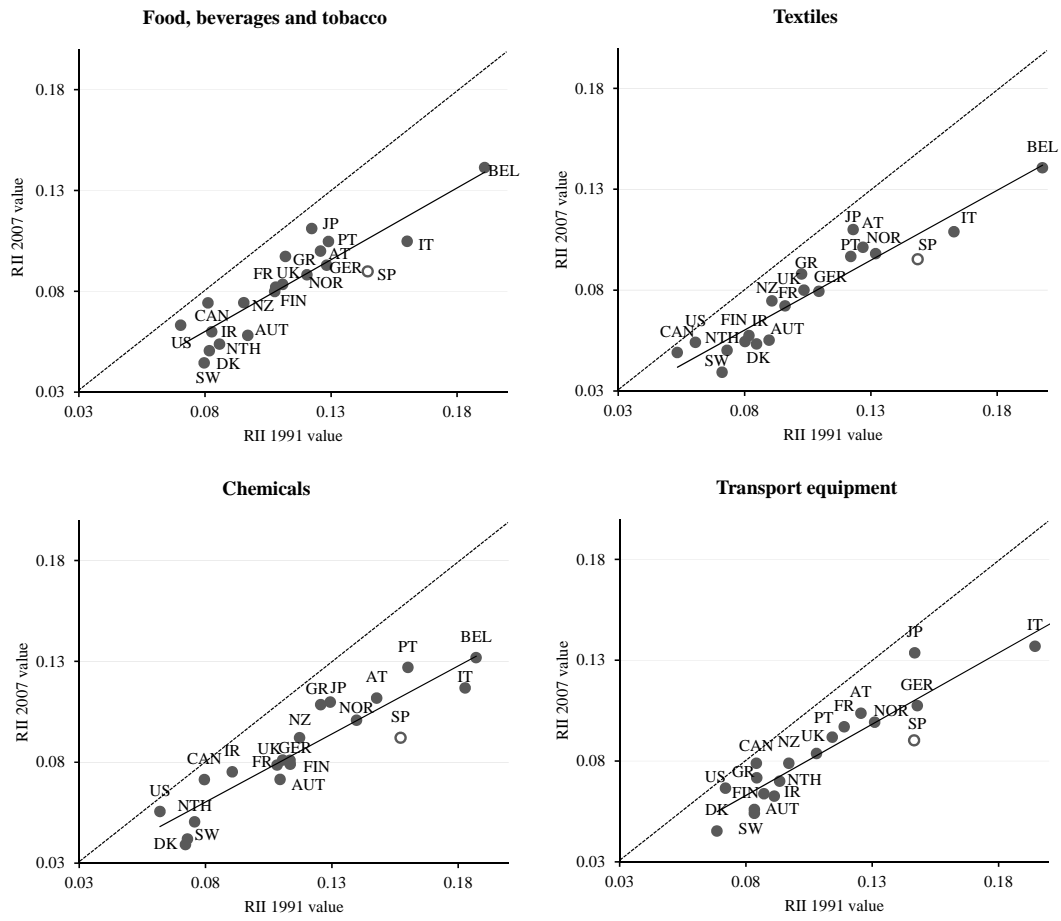 Food, beverages and tobacco
0.18
0.13
0.08
0.03
RII 2007 value
BEL
JP
PT
IT
GR
AT
FR
UK
GER
SP
NOR
FIN
CAN
NZ
US
IR
AUT
NTH
DK
SW
0.03
0.08
0.13
0.18
RII 1991 value
Textiles
0.18
0.13
0.08
0.03
RII 2007 value
BEL
JP
AT
IT
PT
NOR
SP
GR
UK
GER
NZ
FR
US
FIN
IR
CAN
NTH
AUT
SW
DK
0.03
0.08
0.13
0.18
RII 1991 value
Chemicals
0.18
0.13
0.08
0.03
RII 2007 value
PT
BEL
AT
IT
GR
JP
NOR
SP
NZ
CAN
IR
UK
GER
FR
FIN
US
AUT
NTH
SW
DK
0.03
0.08
0.13
0.18
RII 1991 value
Transport equipment
0.18
0.13
0.08
0.03
RII 2007 value
JP
IT
AT
GER
FR
NOR
PT
SP
UK
CAN
NZ
US
GR
NTH
FIN
IR
DK
AUT
SW
0.03
0.08
0.13
0.18
RII 1991 value